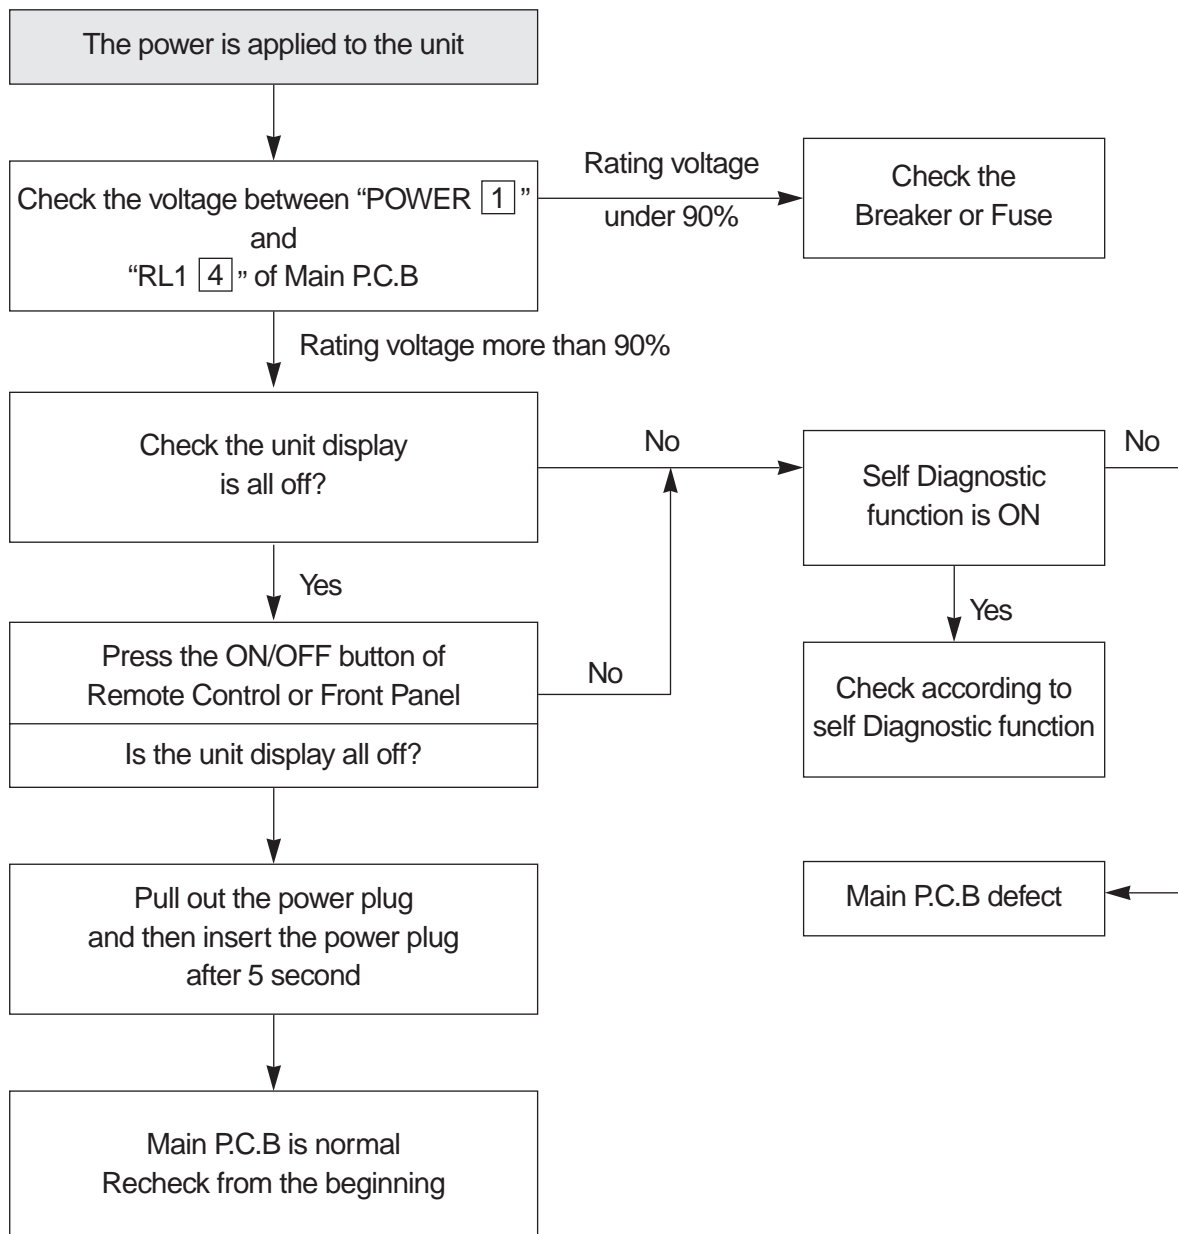 The power is applied to the unit
Check the voltage between “POWER 1”
and
“RL1 4” of Main P.C.B
Rating voltage
under 90%
Check the
Breaker or Fuse
Rating voltage more than 90%
Check the unit display
is all off?
No
Self Diagnostic
function is ON
No
Yes
Yes
Press the ON/OFF button of
Remote Control or Front Panel
No
Is the unit display all off?
Check according to
self Diagnostic function
Pull out the power plug
and then insert the power plug
after 5 second
Main P.C.B defect
Main P.C.B is normal
Recheck from the beginning